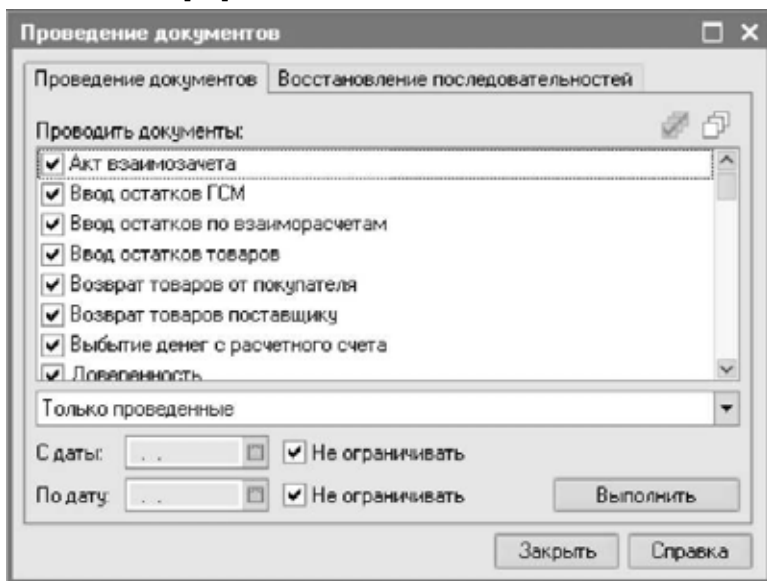 Проведение документов
Проведение документов Восстановление последовательностей
Проводить документы:
Акт взаимозачета
Ввод остатков ГСМ
Ввод остатков по взаиморасчетам
Ввод остатков товаров
Возврат товаров от покупателя
Возврат товаров поставщику
Выбытие денег с расчетного счета
Доверенность
Только проведенные
С даты: . . Не ограничивать
По дату: . . Не ограничивать Выполнить
Закрыть Справка